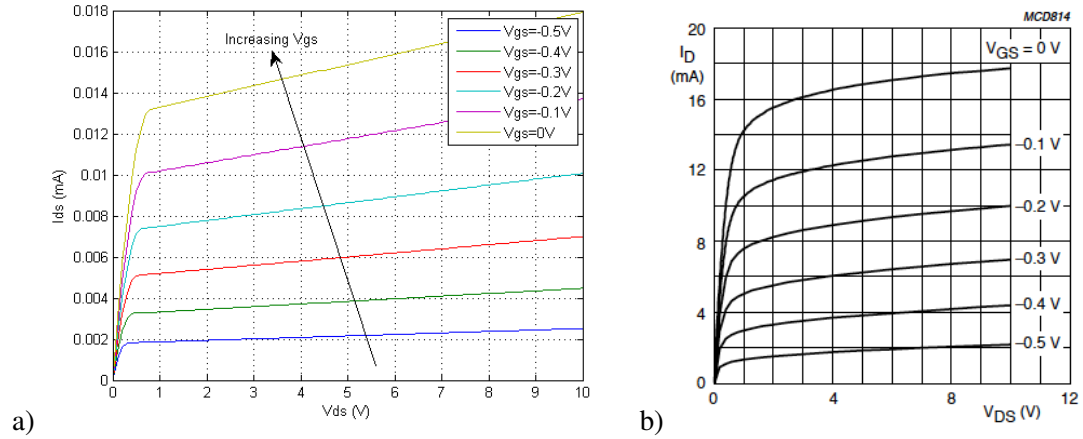 0.018
0.016
0.014
0.012
0.01
0.008
0.006
0.004
0.002
0
Ids (mA)
Increasing Vgs
Vgs=-0.5V
Vgs=-0.4V
Vgs=-0.3V
Vgs=-0.2V
Vgs=-0.1V
Vgs=0V
0 1 2 3 4 5 6 7 8 9 10
Vds (V)
a)
MCD814
20
I_D
(mA)
16
12
8
4
0
V_GS = 0 V
–0.1 V
–0.2 V
–0.3 V
–0.4 V
–0.5 V
0 4 8 12
V_DS (V)
b)